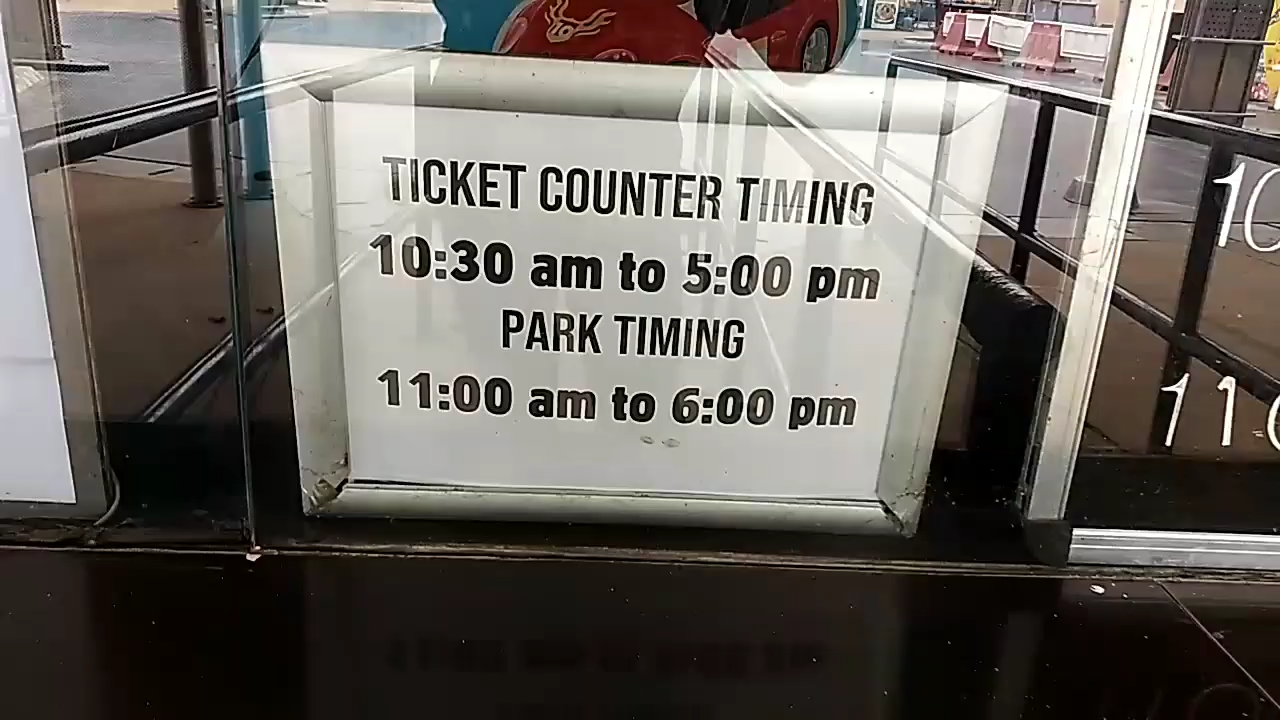 TICKET COUNTER TIMING
10:30 am to 5:00 pm
PARK TIMING
11:00 am to 6:00 pm